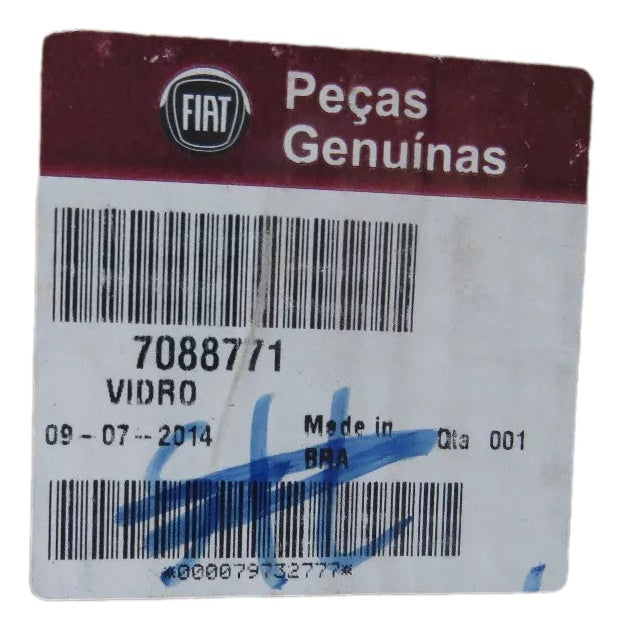 FIAT
Peças
Genuínas
7088771
VIDRO
09-07--2014
Made in
BRA
Qta 001
*000079732777*